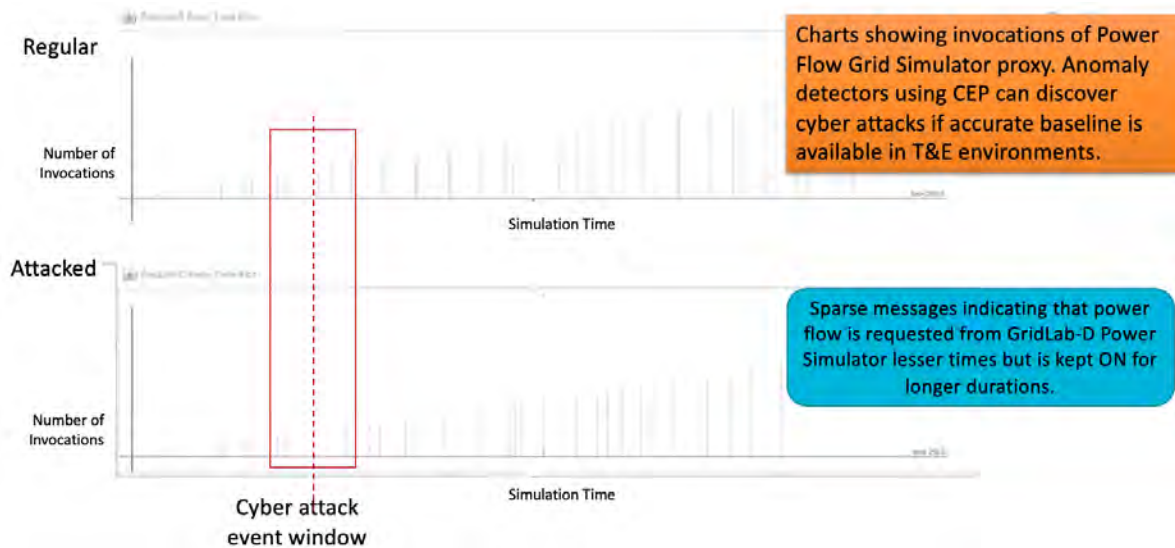 Regular
Charts showing invocations of Power
Flow Grid Simulator proxy. Anomaly
detectors using CEP can discover
cyber attacks if accurate baseline is
available in T&E environments.
Number of
Invocations
Simulation Time
Attacked
Sparse messages indicating that power
flow is requested from GridLab-D Power
Simulator lesser times but is kept ON for
longer durations.
Number of
Invocations
Simulation Time
Cyber attack
event window